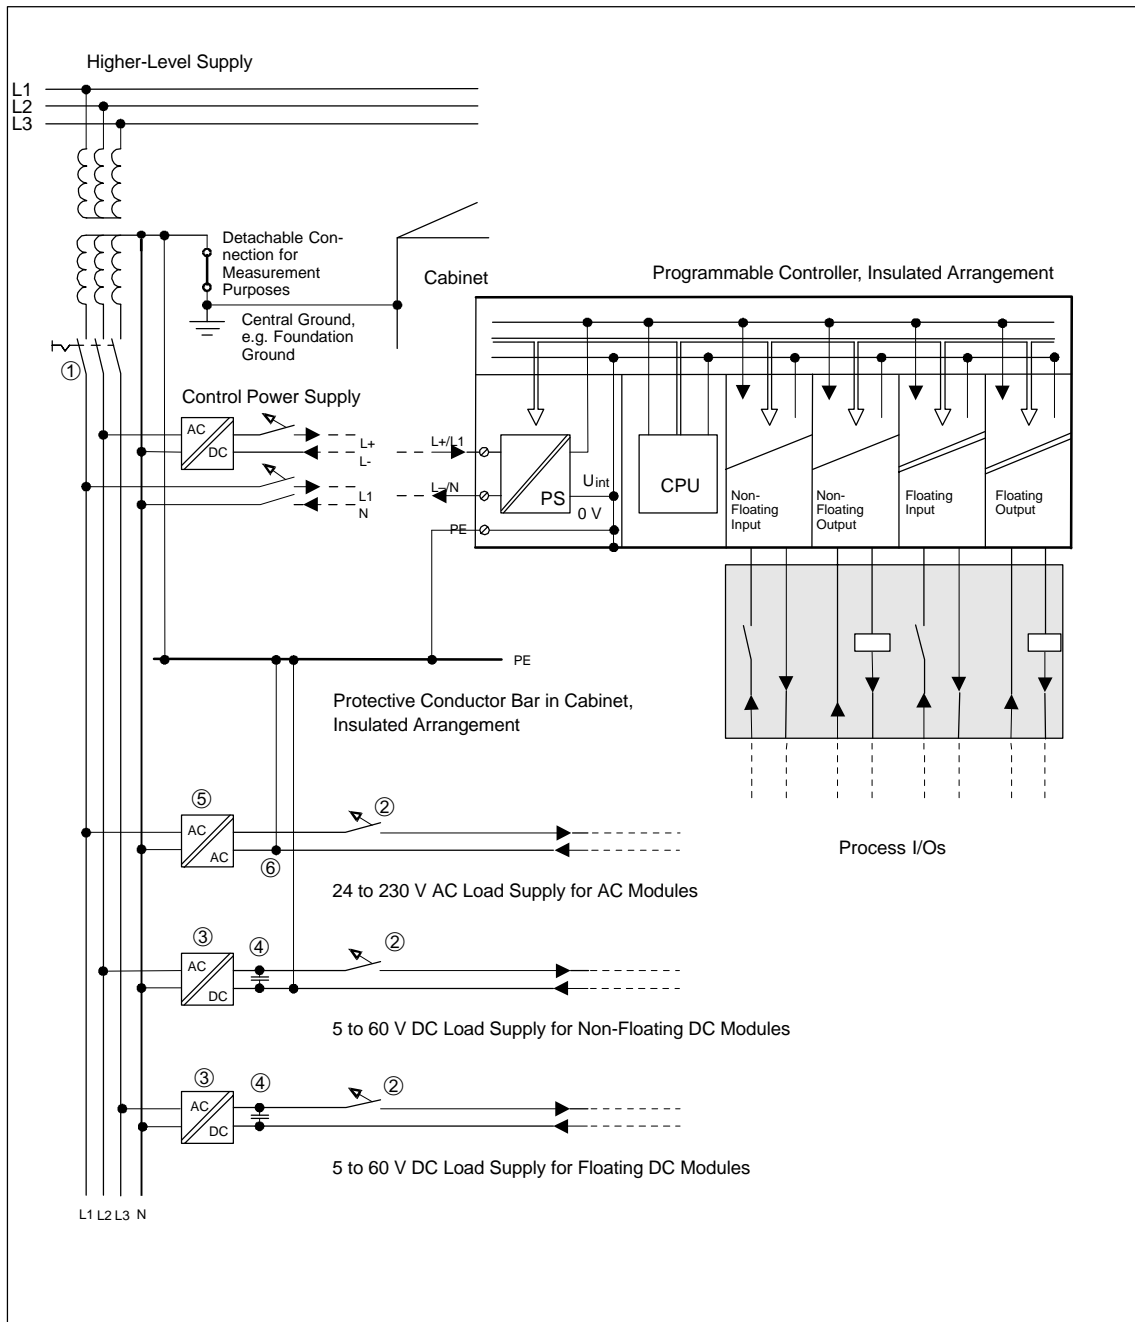 Higher-Level Supply
L1
L2
L3
Detachable Con-
nection for
Measurement
Purposes
Cabinet
Programmable Controller, Insulated Arrangement
Central Ground,
e.g. Foundation
Ground
①
Control Power Supply
AC
DC
L+
L-
L1
N
L+/L1
L–/N
PE
PS
Uint
0 V
CPU
Non-
Floating
Input
Non-
Floating
Output
Floating
Input
Floating
Output
PE
Protective Conductor Bar in Cabinet,
Insulated Arrangement
Process I/Os
⑤
②
AC
AC
⑥
24 to 230 V AC Load Supply for AC Modules
③
④
②
AC
DC
5 to 60 V DC Load Supply for Non-Floating DC Modules
③
④
②
AC
DC
5 to 60 V DC Load Supply for Floating DC Modules
L1 L2 L3 N